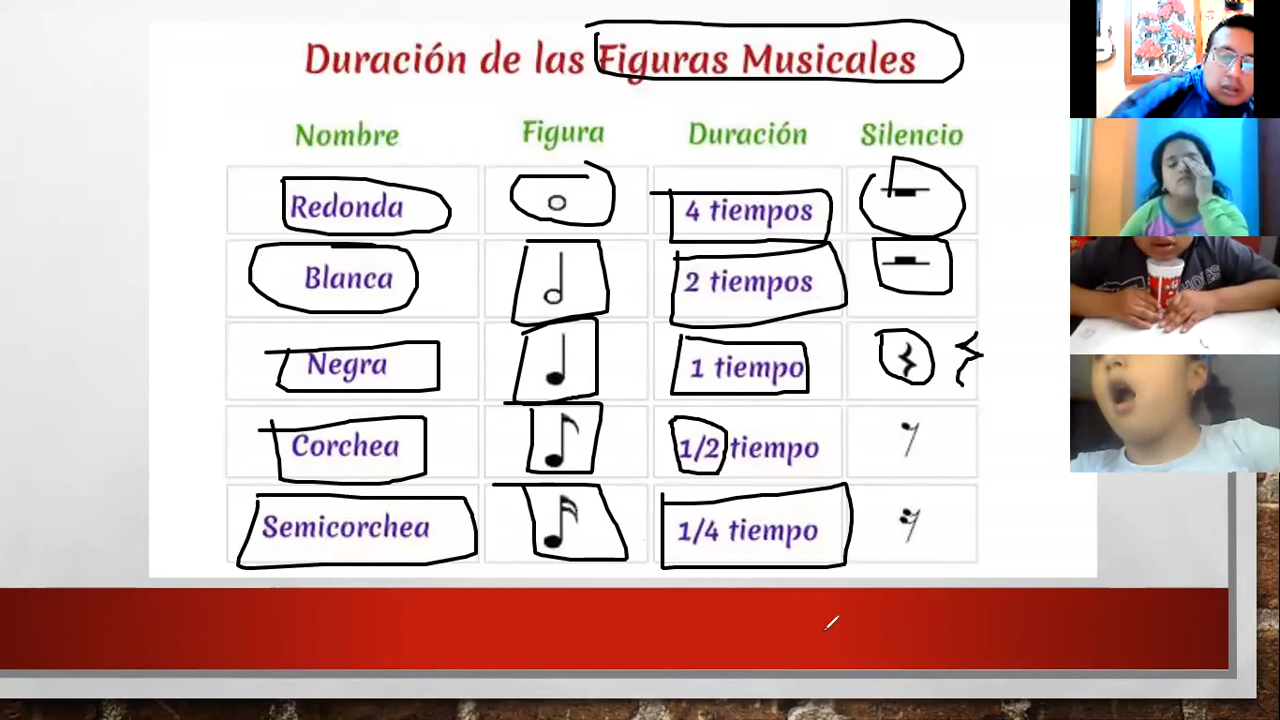 Duración de las Figuras Musicales
Nombre Figura Duración Silencio
Redonda 4 tiempos
Blanca 2 tiempos
Negra 1 tiempo
Corchea 1/2 tiempo
Semicorchea 1/4 tiempo